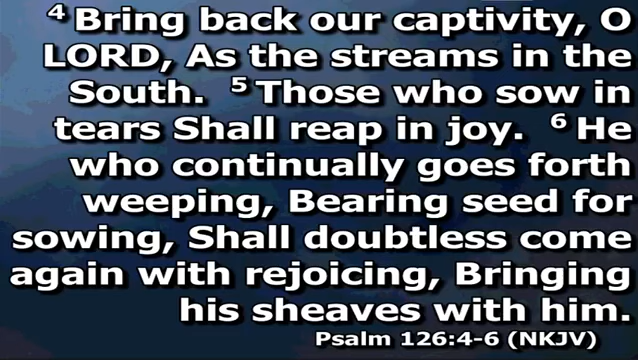 ⁴ Bring back our captivity, O
LORD, As the streams in the
South. ⁵ Those who sow in
tears Shall reap in joy. ⁶ He
who continually goes forth
weeping, Bearing seed for
sowing, Shall doubtless come
again with rejoicing, Bringing
his sheaves with him.
Psalm 126:4-6 (NKJV)